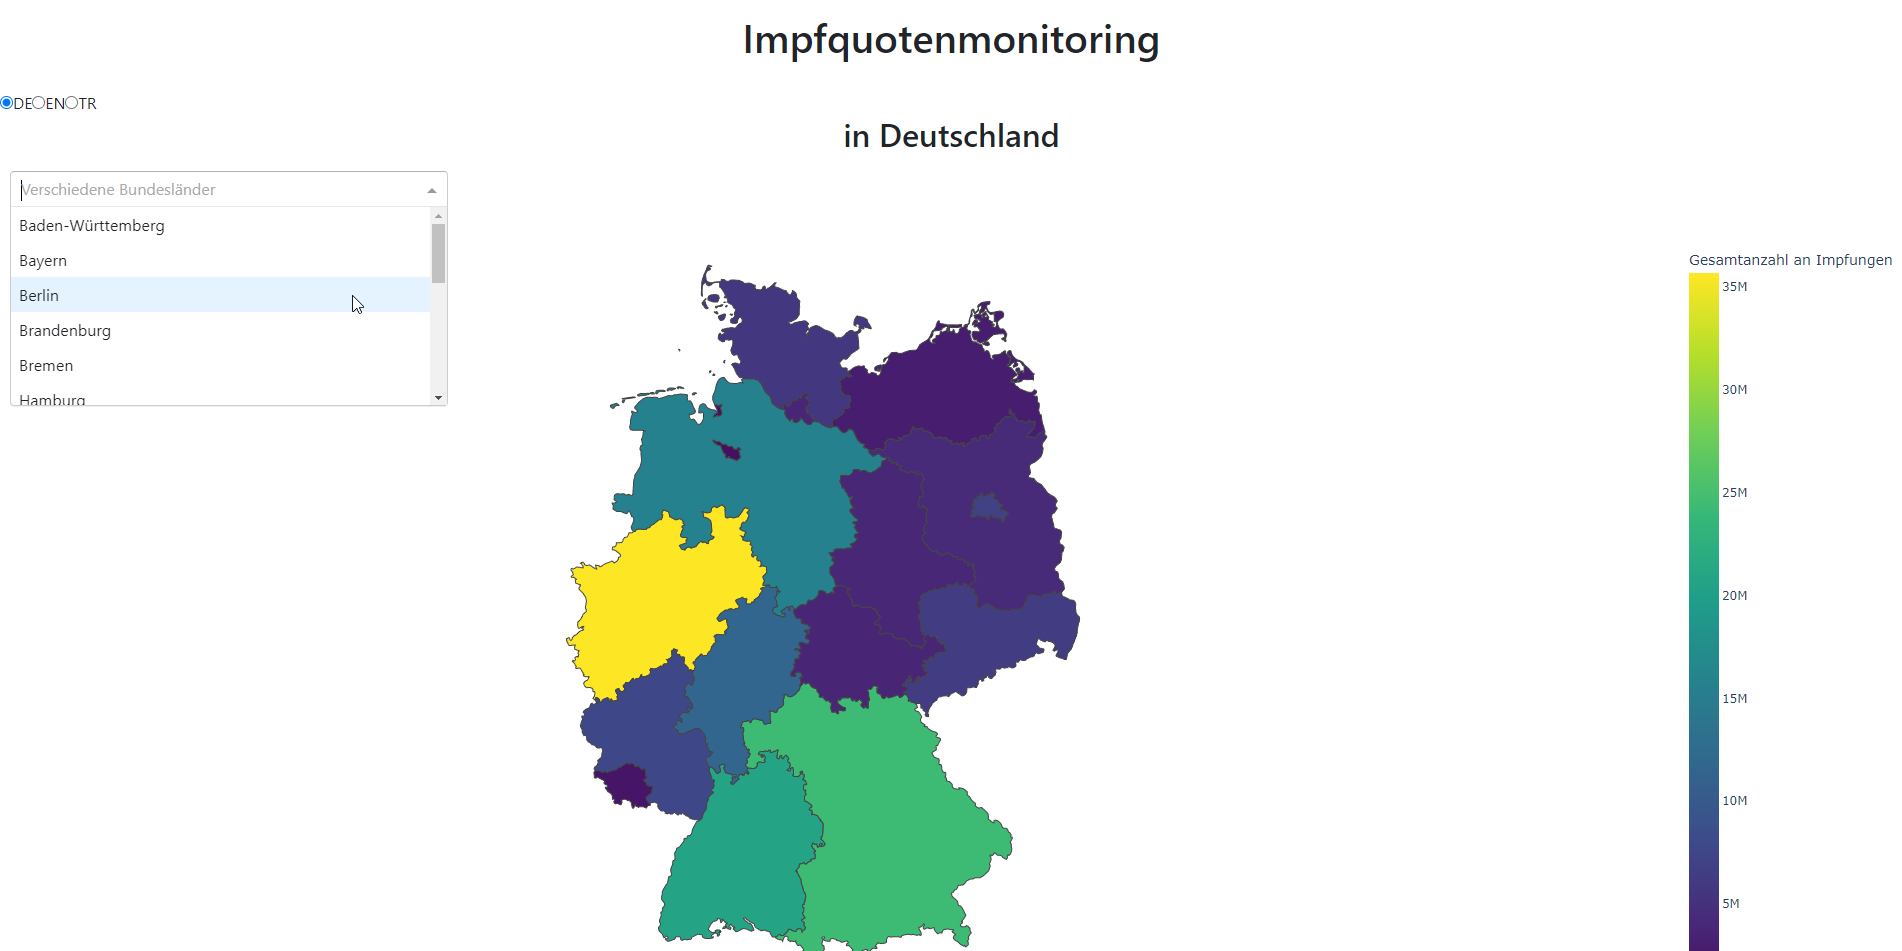 Impfquotenmonitoring
DE EN TR
in Deutschland
Verschiedene Bundesländer
Baden-Württemberg
Bayern
Berlin
Brandenburg
Bremen
Hamburg
Gesamtanzahl an Impfungen
35M
30M
25M
20M
15M
10M
5M